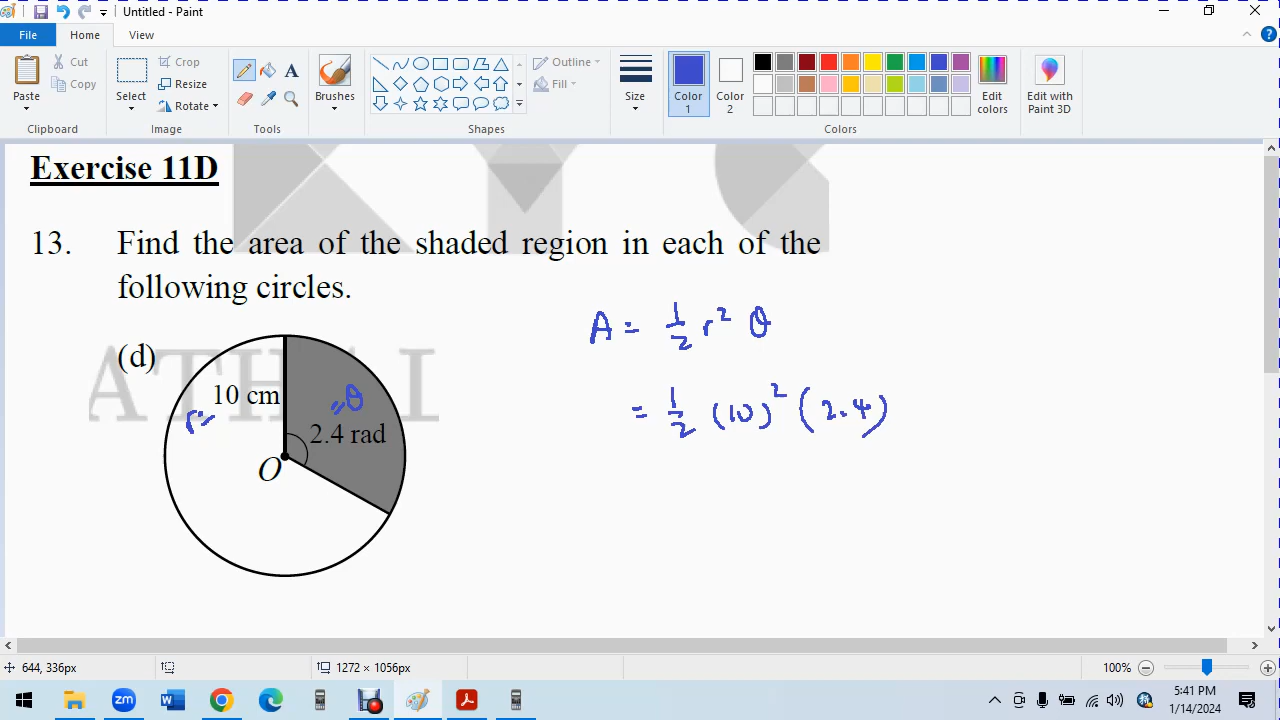 Untitled - Paint
File Home View
Paste
Cut
Copy
Clipboard
Select
Crop
Resize
Rotate
Image
A
Tools
Brushes
Outline
Fill
Shapes
Size
Color 1
Color 2
Edit colors
Colors
Edit with Paint 3D
Exercise 11D
13. Find the area of the shaded region in each of the
following circles.
(d)
10 cm
r=
=θ
2.4 rad
O
A = 1/2 r² θ
= 1/2 (10)² (2.4)
644, 336px
1272 × 1056px
100%
zm
W
5:41 PM
1/14/2024